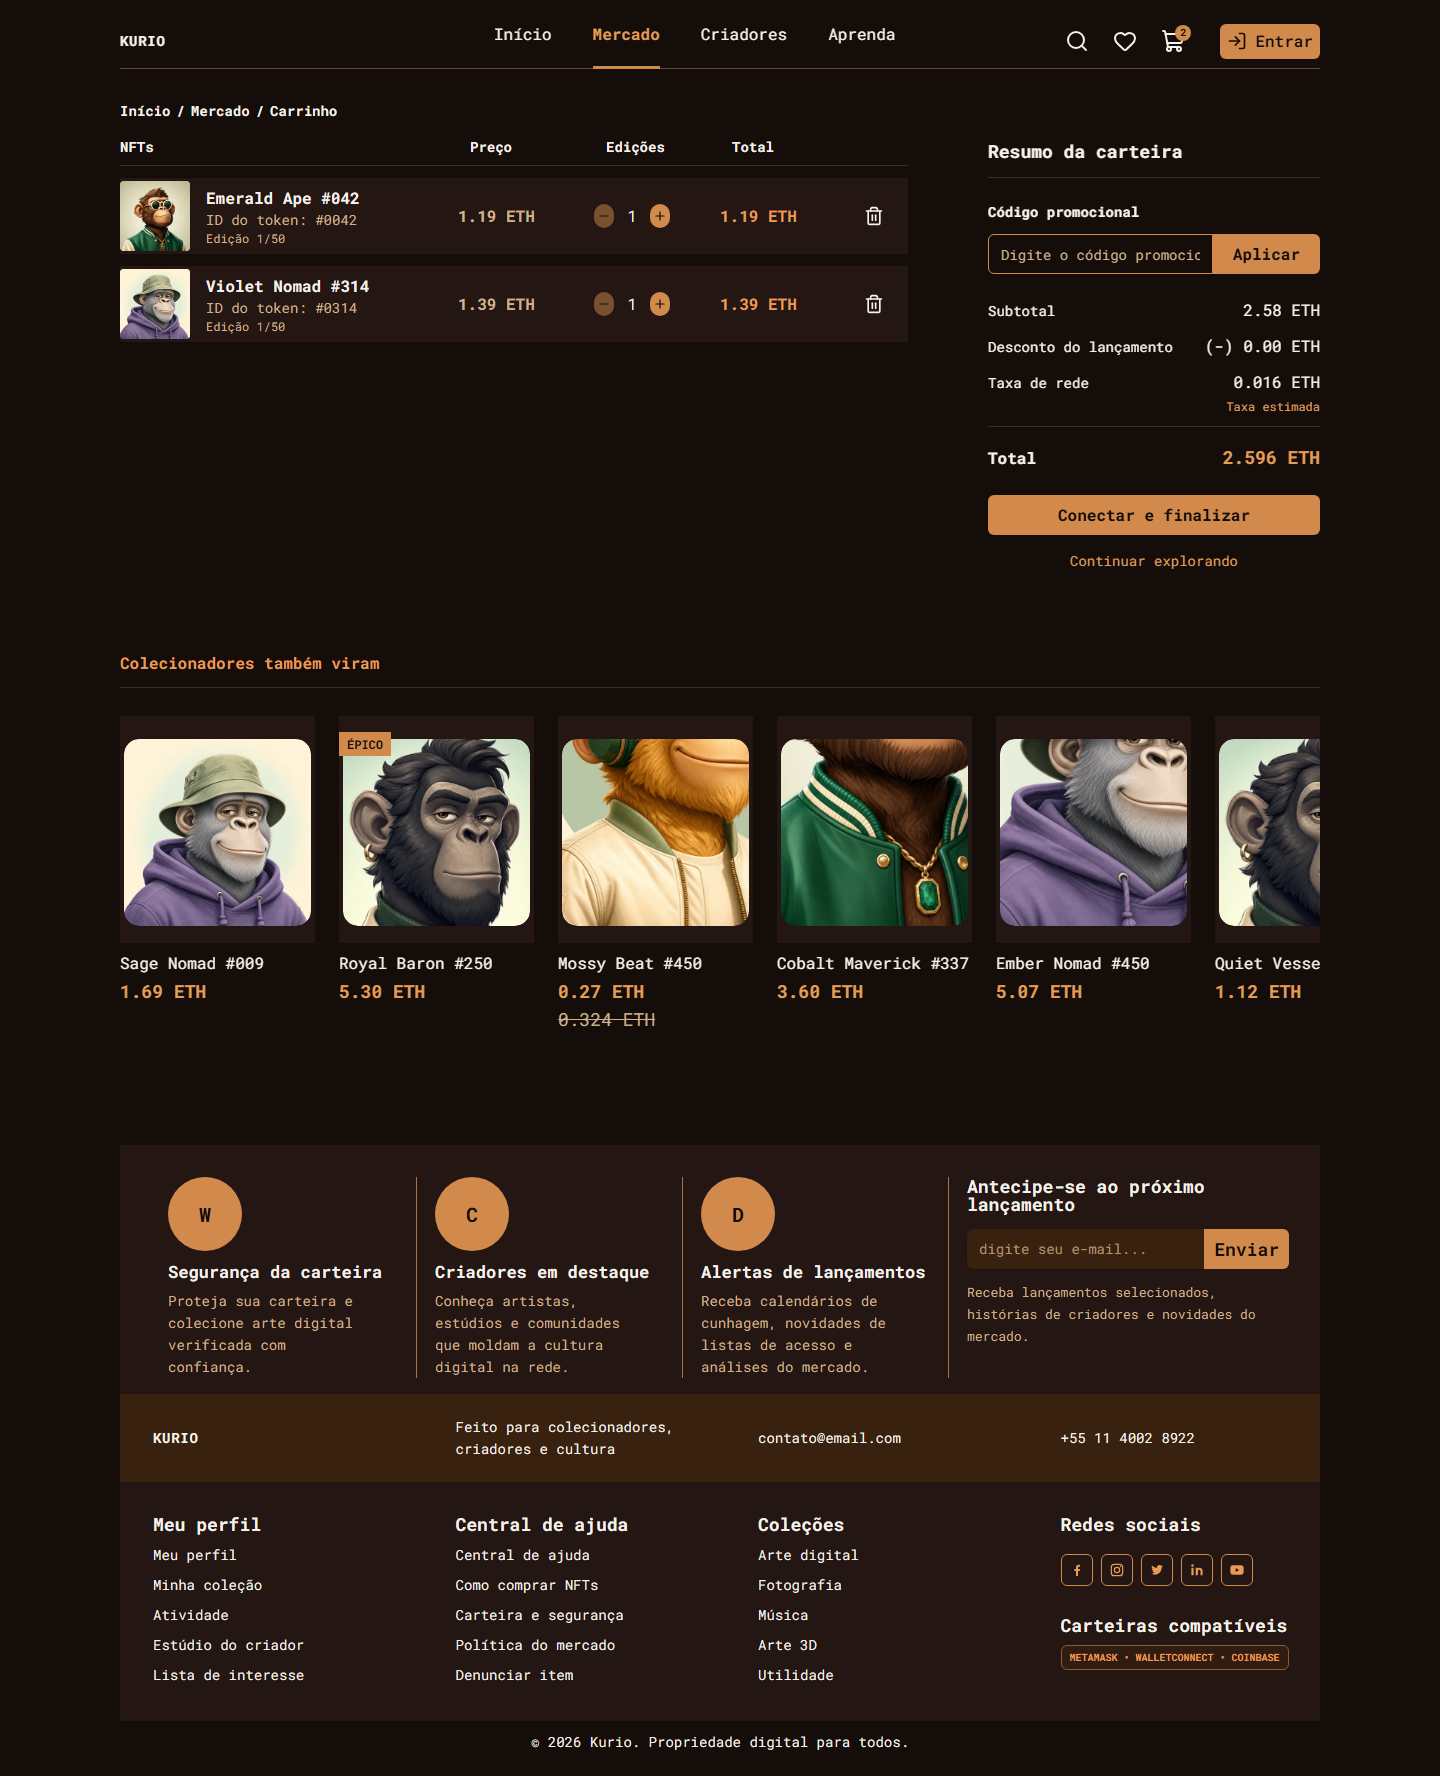 KURIO
Início
Mercado
Criadores
Aprenda
2
Entrar
Início / Mercado / Carrinho
NFTs
Preço
Edições
Total
Emerald Ape #042
ID do token: #0042
Edição 1/50
1.19 ETH
− 1 +
1.19 ETH
Violet Nomad #314
ID do token: #0314
Edição 1/50
1.39 ETH
− 1 +
1.39 ETH
Resumo da carteira
Código promocional
Digite o código promoci
Aplicar
Subtotal
2.58 ETH
Desconto do lançamento
(-) 0.00 ETH
Taxa de rede
0.016 ETH
Taxa estimada
Total
2.596 ETH
Conectar e finalizar
Continuar explorando
Colecionadores também viram
Sage Nomad #009
1.69 ETH
ÉPICO
Royal Baron #250
5.30 ETH
Mossy Beat #450
0.27 ETH
0.324 ETH
Cobalt Maverick #337
3.60 ETH
Ember Nomad #450
5.07 ETH
Quiet Vesse
1.12 ETH
W
Segurança da carteira
Proteja sua carteira e
colecione arte digital
verificada com
confiança.
C
Criadores em destaque
Conheça artistas,
estúdios e comunidades
que moldam a cultura
digital na rede.
D
Alertas de lançamentos
Receba calendários de
cunhagem, novidades de
listas de acesso e
análises do mercado.
Antecipe-se ao próximo
lançamento
digite seu e-mail...
Enviar
Receba lançamentos selecionados,
histórias de criadores e novidades do
mercado.
KURIO
Feito para colecionadores,
criadores e cultura
contato@email.com
+55 11 4002 8922
Meu perfil
Meu perfil
Minha coleção
Atividade
Estúdio do criador
Lista de interesse
Central de ajuda
Central de ajuda
Como comprar NFTs
Carteira e segurança
Política do mercado
Denunciar item
Coleções
Arte digital
Fotografia
Música
Arte 3D
Utilidade
Redes sociais
Carteiras compatíveis
METAMASK • WALLETCONNECT • COINBASE
© 2026 Kurio. Propriedade digital para todos.